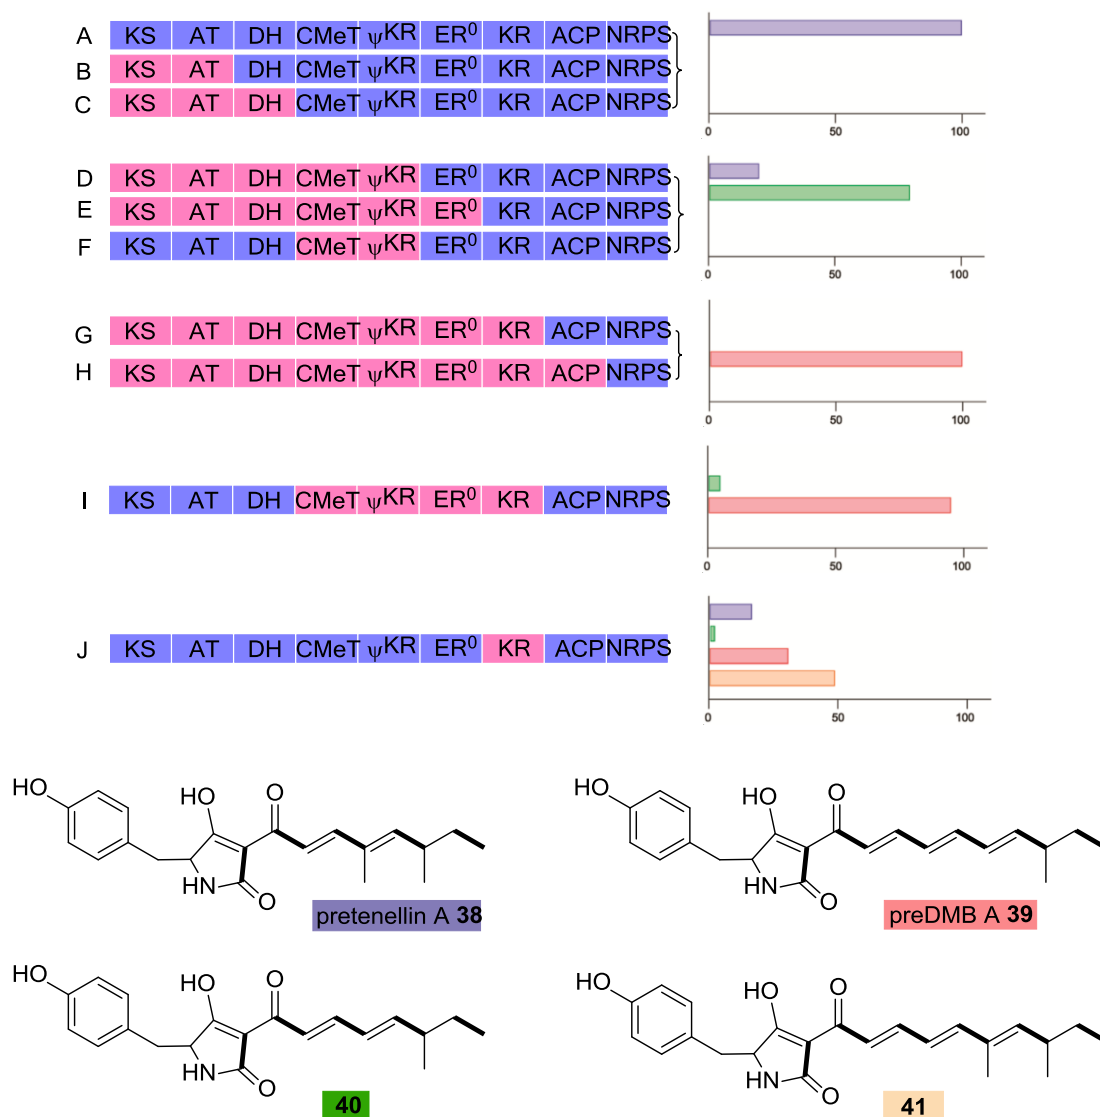 A KS AT DH CMeT ψKR ER⁰ KR ACP NRPS
B KS AT DH CMeT ψKR ER⁰ KR ACP NRPS
C KS AT DH CMeT ψKR ER⁰ KR ACP NRPS
0 50 100
D KS AT DH CMeT ψKR ER⁰ KR ACP NRPS
E KS AT DH CMeT ψKR ER⁰ KR ACP NRPS
F KS AT DH CMeT ψKR ER⁰ KR ACP NRPS
0 50 100
G KS AT DH CMeT ψKR ER⁰ KR ACP NRPS
H KS AT DH CMeT ψKR ER⁰ KR ACP NRPS
0 50 100
I KS AT DH CMeT ψKR ER⁰ KR ACP NRPS
0 50 100
J KS AT DH CMeT ψKR ER⁰ KR ACP NRPS
0 50 100
HO HO O HN O
pretenellin A 38
HO HO O HN O
preDMB A 39
HO HO O HN O
40
HO HO O HN O
41